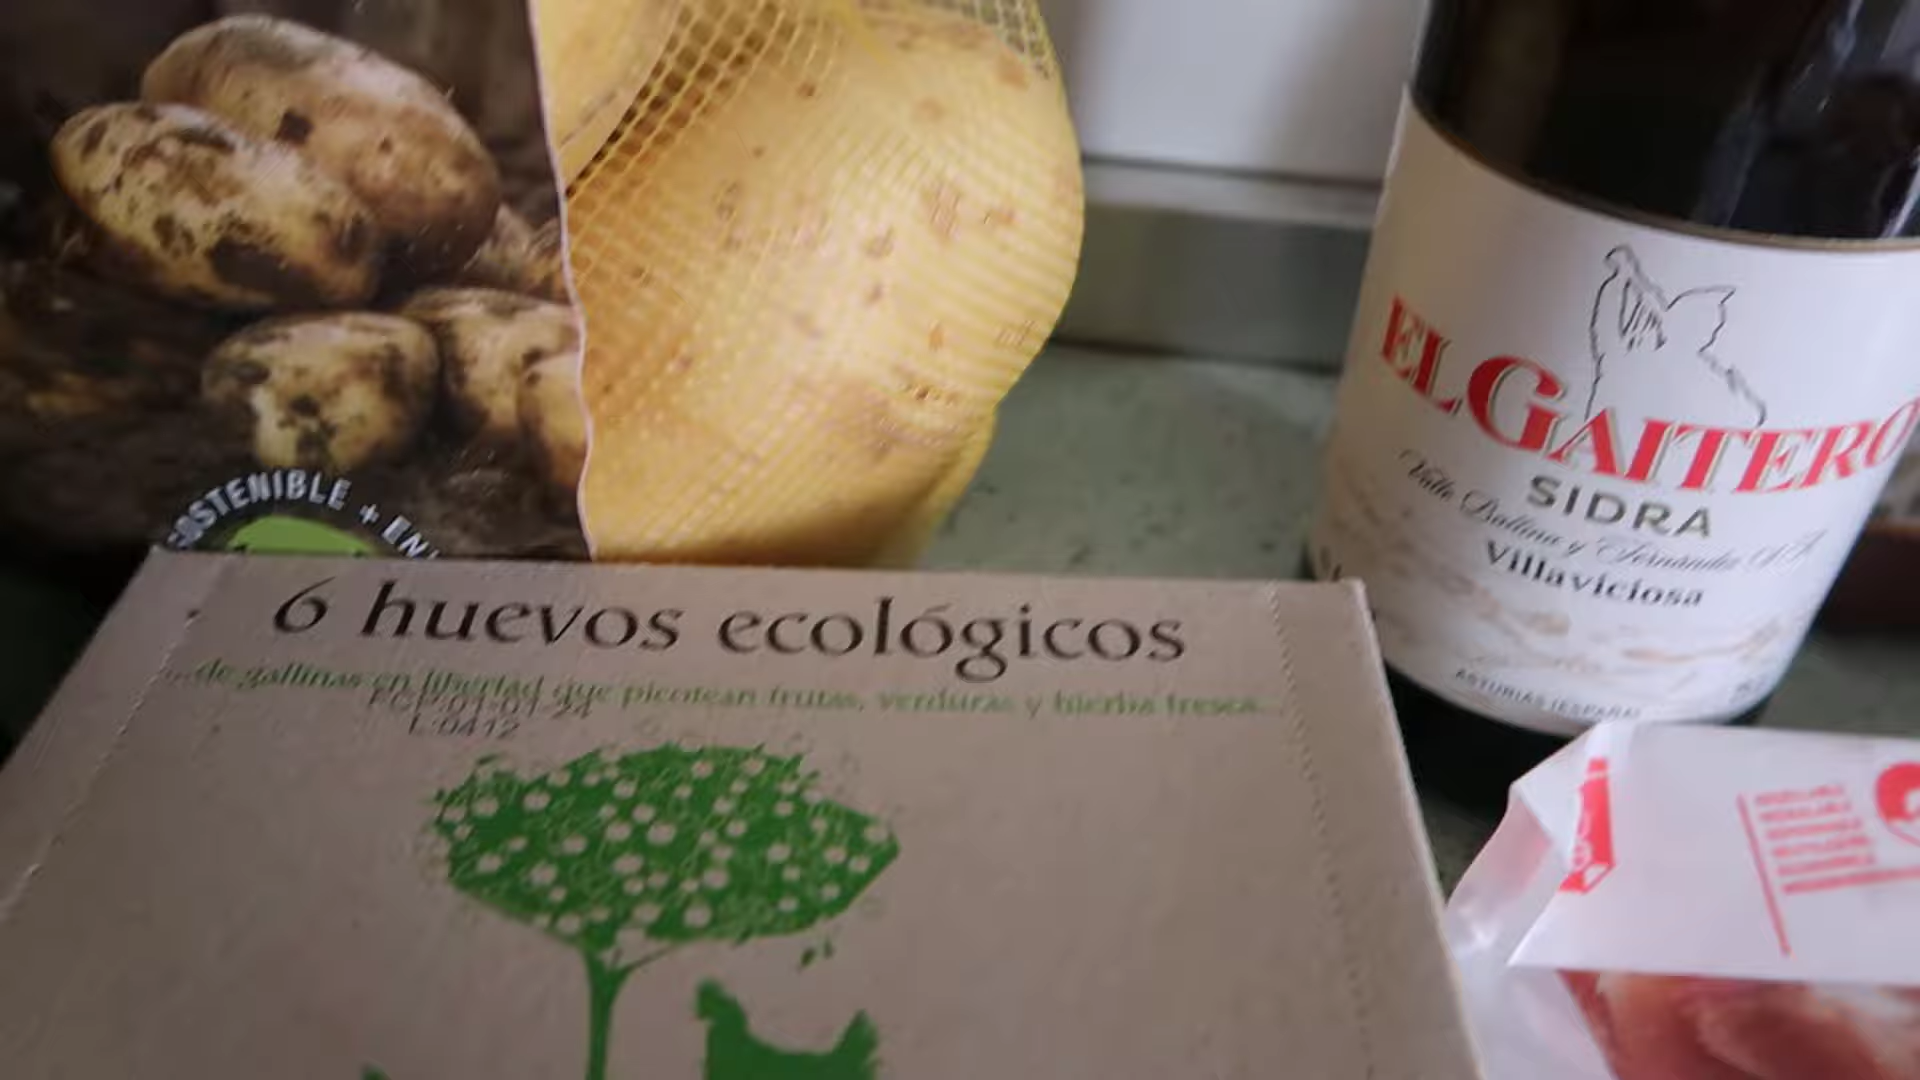 SOSTENIBLE + EN
6 huevos ecológicos
...de gallinas en libertad que picotean frutas, verduras y hierba fresca...
FCP:01-01-24
L:0412
EL GAITERO
SIDRA
Valle Ballina y Fernández S.A.
Villaviciosa
ASTURIAS (ESPAÑA)